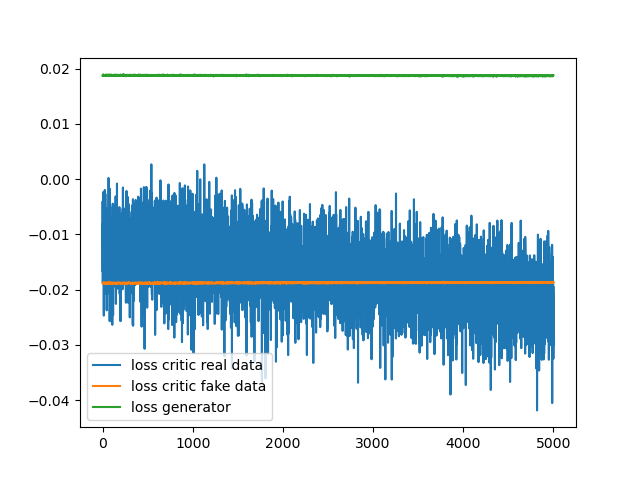 0.02
0.01
0.00
−0.01
−0.02
−0.03
−0.04
loss critic real data
loss critic fake data
loss generator
0 1000 2000 3000 4000 5000